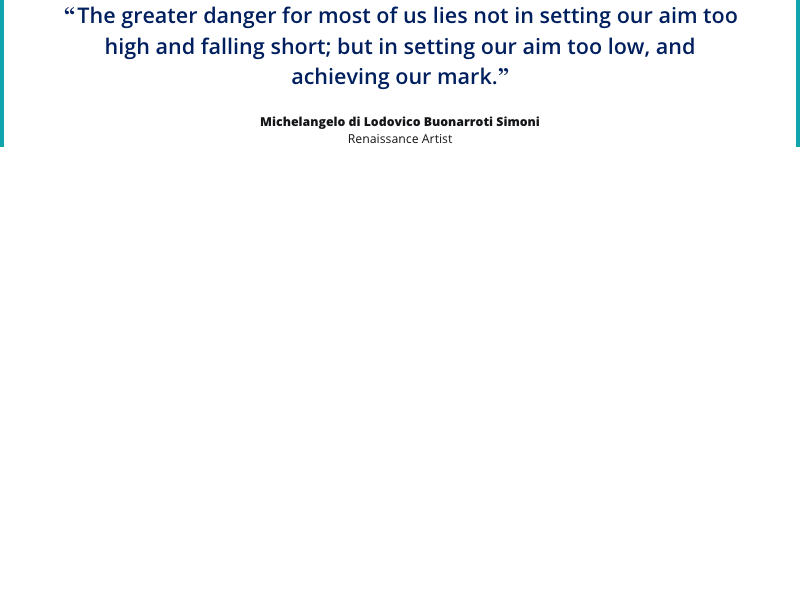 “The greater danger for most of us lies not in setting our aim too
high and falling short; but in setting our aim too low, and
achieving our mark.”
Michelangelo di Lodovico Buonarroti Simoni
Renaissance Artist